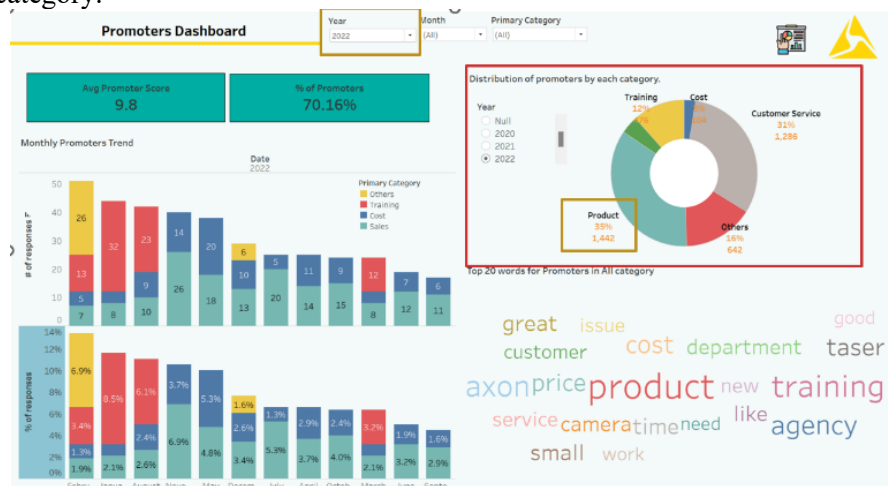 category.
Promoters Dashboard
Year
2022
Month
(All)
Primary Category
(All)
Avg Promoter Score
9.8
% of Promoters
70.16%
Distribution of promoters by each category.
Year
Null
2020
2021
2022
Training
12%
Cost
Customer Service
31%
1,286
Product
35%
1,442
Others
16%
642
Monthly Promoters Trend
Date
2022
Primary Category
Others
Training
Cost
Sales
# of responses
50
40
30
20
10
0
26
13
5
7
32
8
23
9
10
14
26
20
18
6
10
13
5
20
11
14
9
15
12
8
7
12
6
11
% of responses
14%
12%
10%
8%
6%
4%
2%
0%
6.9%
3.4%
1.3%
1.9%
8.5%
2.1%
6.1%
2.4%
2.6%
3.7%
6.9%
5.3%
4.8%
1.6%
2.6%
3.4%
1.3%
5.3%
2.9%
3.7%
2.4%
4.0%
3.2%
2.1%
1.9%
3.2%
1.6%
2.9%
Top 20 words for Promoters in All category
great issue good
customer cost department taser
axon price product new training
service camera time need like agency
small work